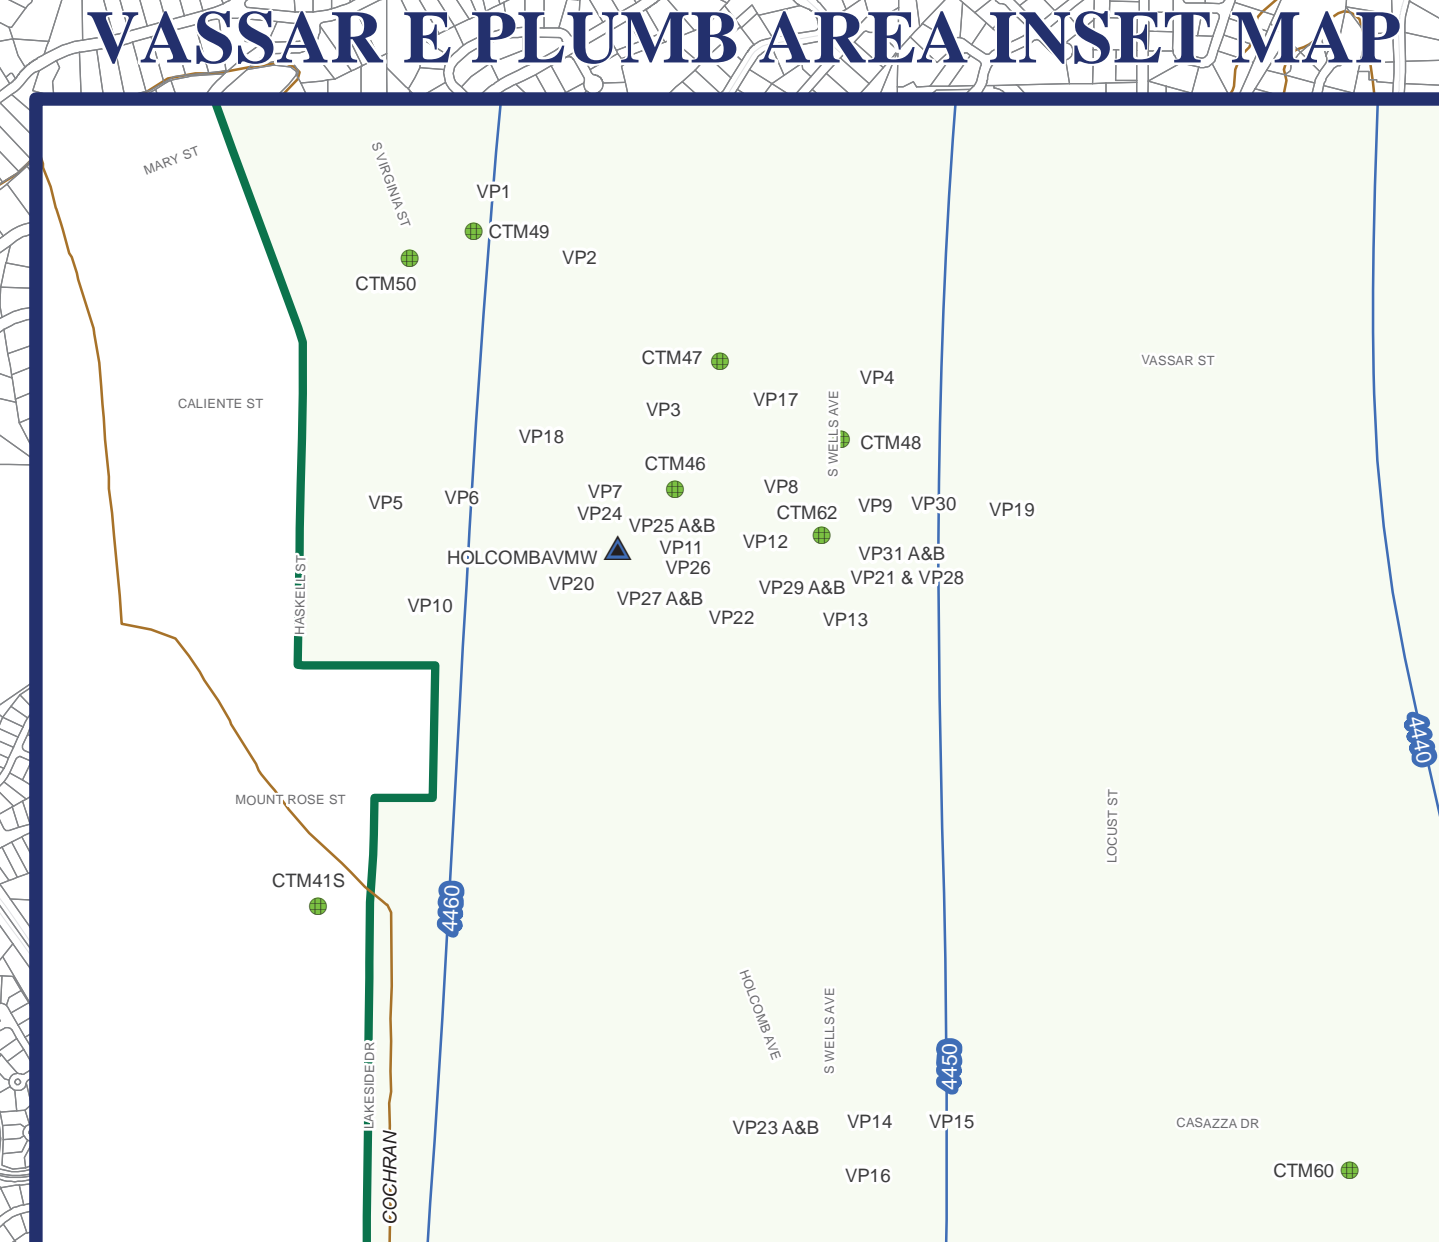 VASSAR E PLUMB AREA INSET MAP
MARY ST
S VIRGINIA ST
VP1
CTM49
VP2
CTM50
CTM47
VASSAR ST
VP4
CALIENTE ST
VP17
VP3
S WELLS AVE
VP18
CTM48
CTM46
VP5
VP6
VP7
VP8
VP9
VP30
VP19
VP24
CTM62
VP25 A&B
VP12
VP11
HOLCOMBAVMW
VP31 A&B
VP26
VP20
VP21 & VP28
VP29 A&B
HASKELL ST
VP10
VP27 A&B
VP22
VP13
4440
MOUNT ROSE ST
LOCUST ST
CTM41S
4460
HOLCOMB AVE
S WELLS AVE
4450
LAKESIDE DR
VP23 A&B
VP14
VP15
CASAZZA DR
COCHRAN
VP16
CTM60